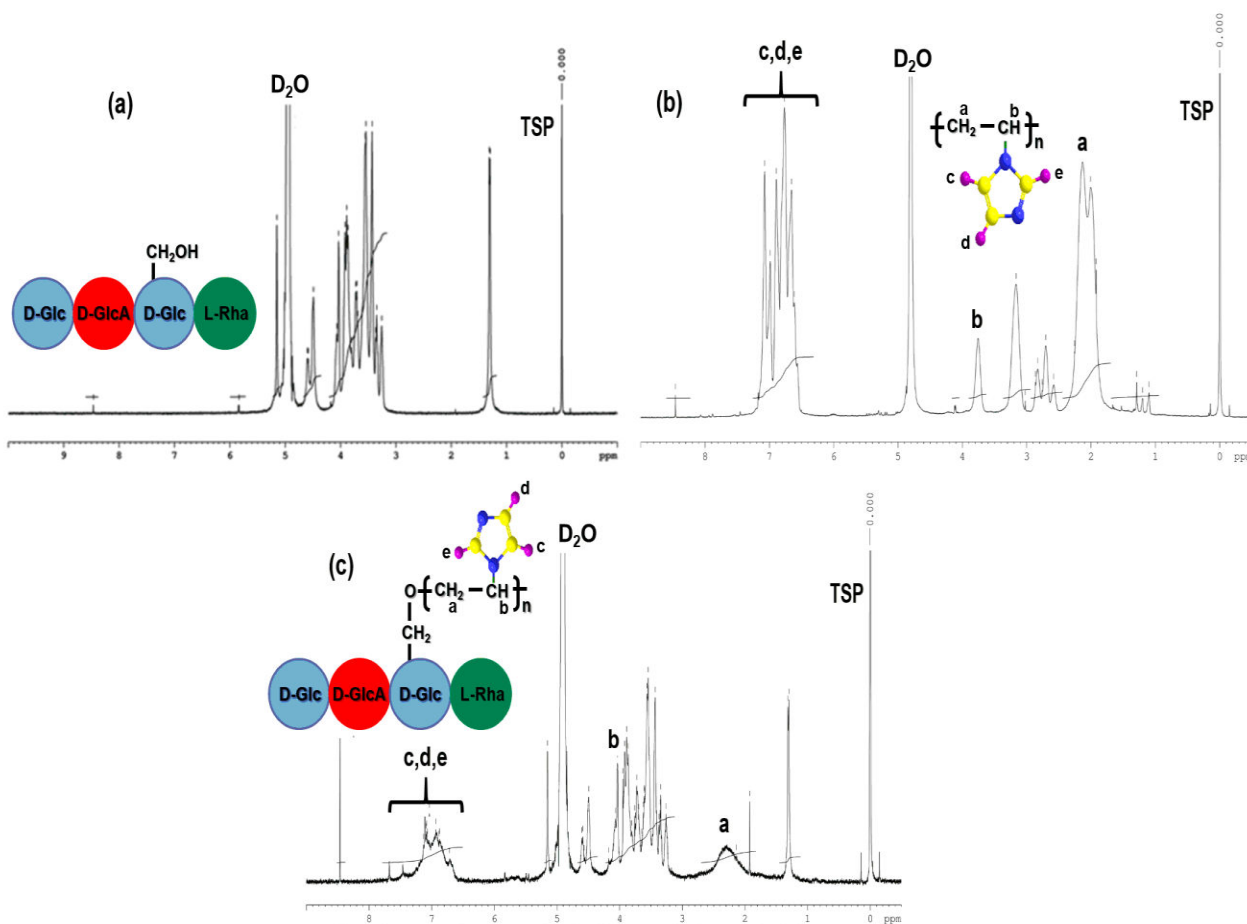 (a)
D₂O
TSP
0.000
CH₂OH
D-Glc D-GlcA D-Glc L-Rha
9 8 7 6 5 4 3 2 1 0 ppm
(b)
c,d,e
D₂O
TSP
0.000
a b
CH₂ CH n
c e
d
a
b
8 7 6 5 4 3 2 1 0 ppm
(c)
d
e c
D₂O
TSP
0.000
O CH₂ CH n
a b
CH₂
D-Glc D-GlcA D-Glc L-Rha
c,d,e
b
a
8 7 6 5 4 3 2 1 0 ppm